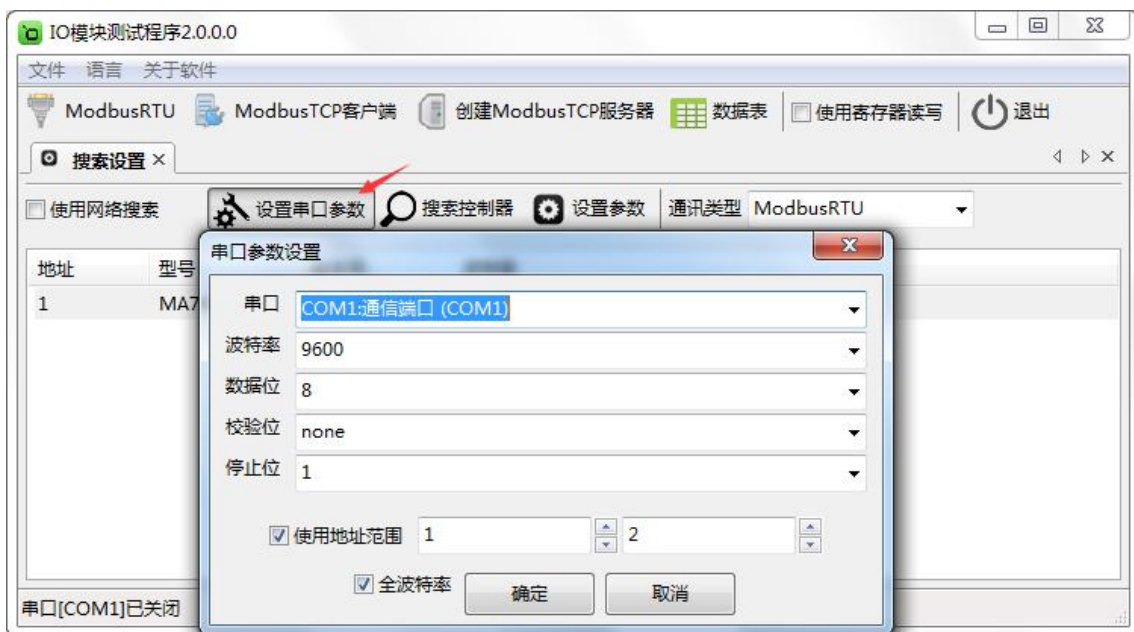 IO模块测试程序2.0.0.0
文件 语言 关于软件
ModbusRTU ModbusTCP客户端 创建ModbusTCP服务器 数据表 使用寄存器读写 退出
搜索设置
使用网络搜索 设置串口参数 搜索控制器 设置参数 通讯类型 ModbusRTU
串口参数设置
地址 型号
1 MA7
串口 COM1:通信端口 (COM1)
波特率 9600
数据位 8
校验位 none
停止位 1
使用地址范围 1 2
全波特率 确定 取消
串口[COM1]已关闭